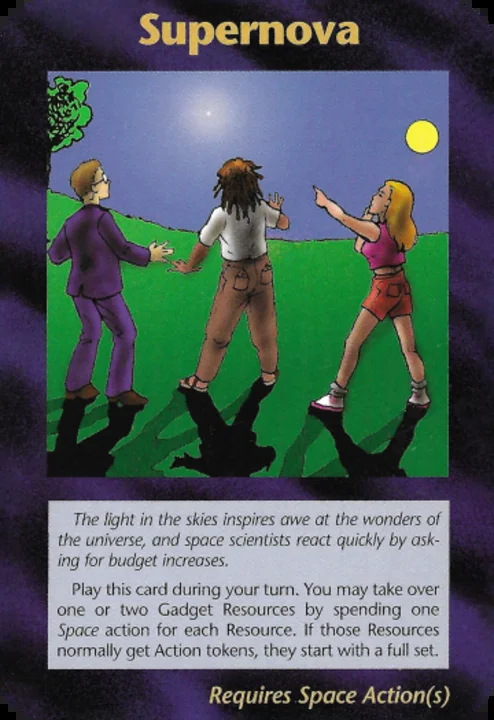 Supernova
The light in the skies inspires awe at the wonders of
the universe, and space scientists react quickly by ask-
ing for budget increases.
Play this card during your turn. You may take over
one or two Gadget Resources by spending one
Space action for each Resource. If those Resources
normally get Action tokens, they start with a full set.
Requires Space Action(s)